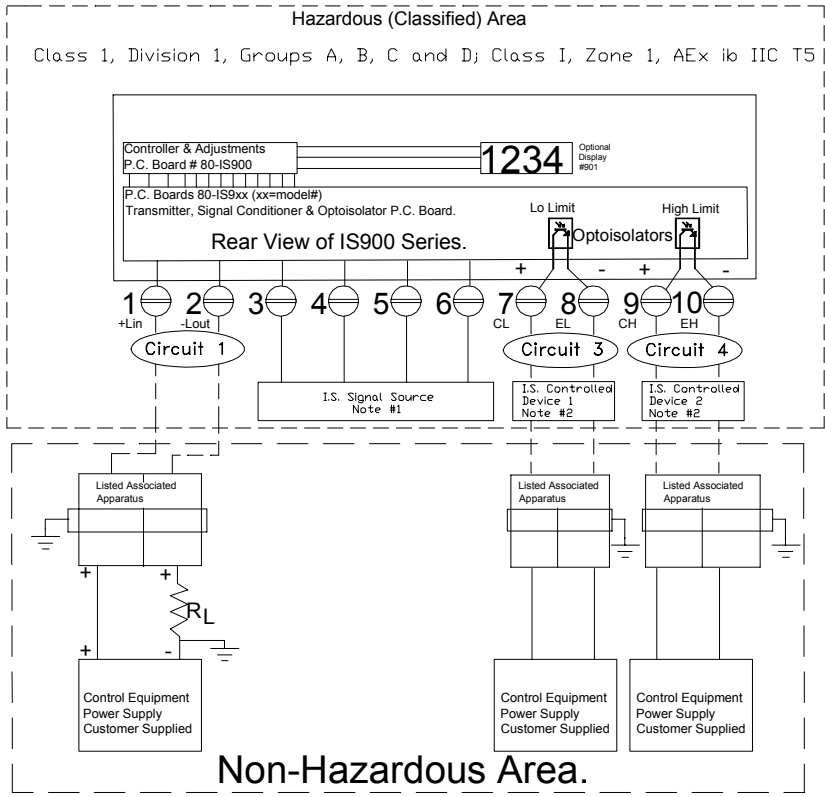 Hazardous (Classified) Area
Class 1, Division 1, Groups A, B, C and D; Class I, Zone 1, AEx ib IIC T5
Controller & Adjustments
P.C. Board # 80-IS900
1234
Optional
Display
#901
P.C. Boards 80-IS9xx (xx=model#)
Transmitter, Signal Conditioner & Optoisolator P.C. Board.
Lo Limit
High Limit
Optoisolators
Rear View of IS900 Series.
+ - + -
1 2 3 4 5 6 7 8 9 10
+Lin -Lout CL EL CH EH
Circuit 1
Circuit 3
Circuit 4
I.S. Signal Source
Note #1
I.S. Controlled
Device 1
Note #2
I.S. Controlled
Device 2
Note #2
Listed Associated
Apparatus
Listed Associated
Apparatus
Listed Associated
Apparatus
+ +
RL
+ -
Control Equipment
Power Supply
Customer Supplied
Control Equipment
Power Supply
Customer Supplied
Control Equipment
Power Supply
Customer Supplied
Non-Hazardous Area.